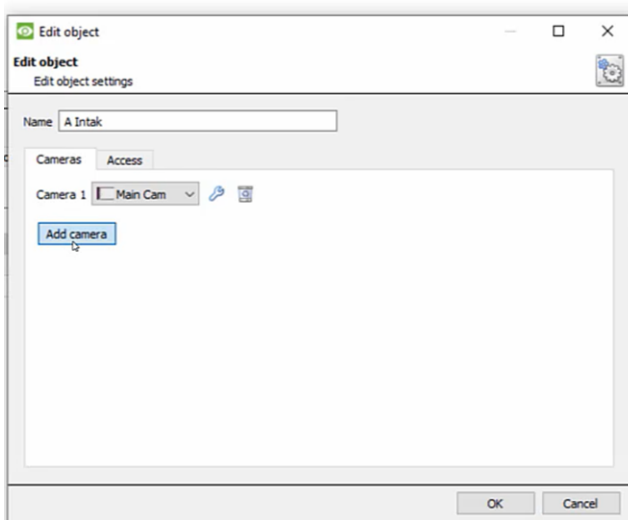 Edit object
Edit object
Edit object settings
Name A Intak
Cameras Access
Camera 1 Main Cam
Add camera
OK Cancel